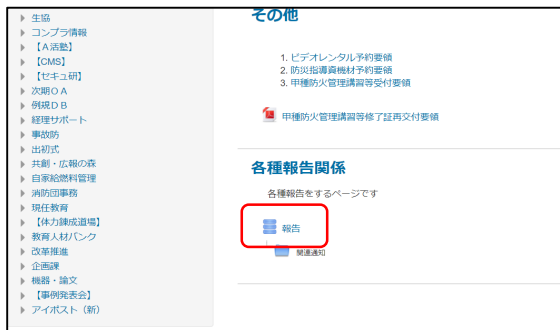 生協
コンプラ情報
【A活塾】
【CMS】
【セキュ研】
次期OA
例規DB
経理サポート
事故防
出初式
共創・広報の森
自家給燃料管理
消防団事務
現任教育
【体力錬成道場】
教育人材バンク
改革推進
企画課
機器・論文
【事例発表会】
アイポスト（新）
その他
1. ビデオレンタル予約要領
2. 防災指導資機材予約要領
3. 甲種防火管理講習等受付要領
甲種防火管理講習等修了証再交付要領
各種報告関係
各種報告をするページです
報告
関連通知